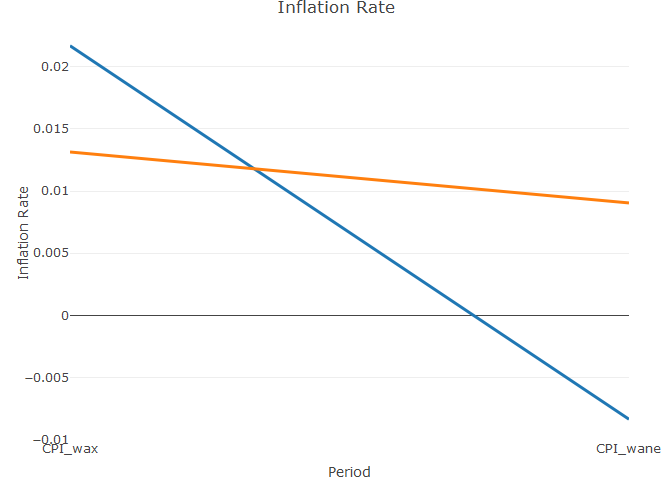 Inflation Rate
0.02
0.015
0.01
0.005
0
−0.005
−0.01
Inflation Rate
CPI_wax
CPI_wane
Period